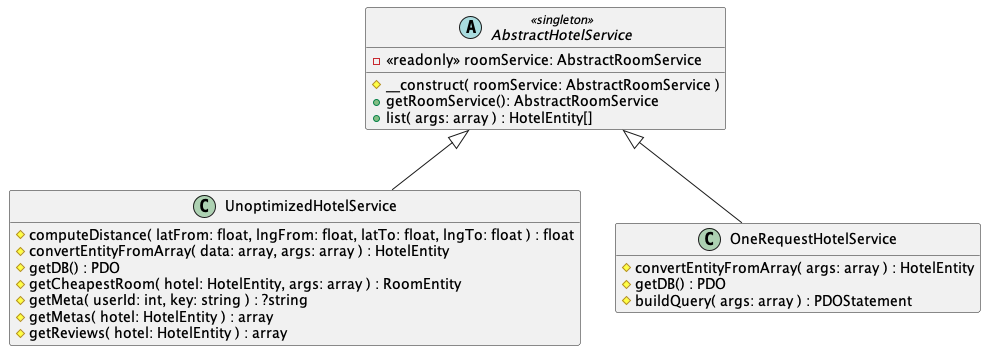 «singleton»
A AbstractHotelService
«readonly» roomService: AbstractRoomService
__construct( roomService: AbstractRoomService )
getRoomService(): AbstractRoomService
list( args: array ) : HotelEntity[]
C UnoptimizedHotelService
computeDistance( latFrom: float, lngFrom: float, latTo: float, lngTo: float ) : float
convertEntityFromArray( data: array, args: array ) : HotelEntity
getDB() : PDO
getCheapestRoom( hotel: HotelEntity, args: array ) : RoomEntity
getMeta ( userId: int, key: string ) : ?string
getMetas( hotel: HotelEntity ) : array
getReviews( hotel: HotelEntity ) : array
C OneRequestHotelService
convertEntityFromArray( args: array ) : HotelEntity
getDB() : PDO
buildQuery( args: array ) : PDOStatement